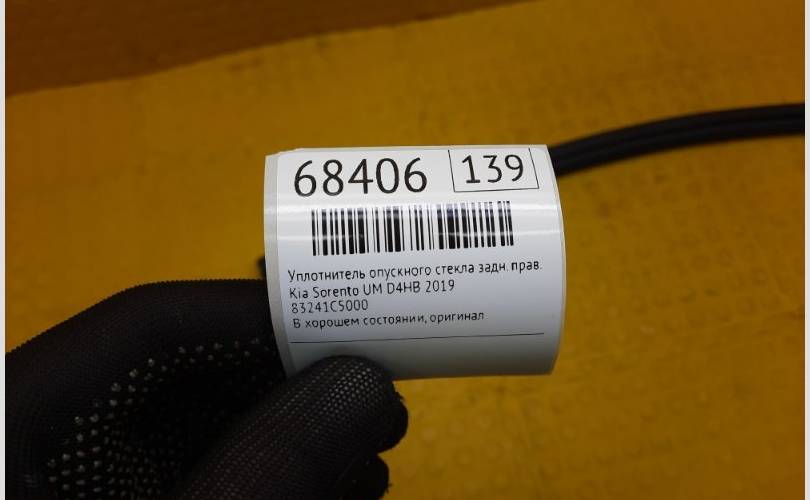 68406 139
Уплотнитель опускного стекла задн. прав.
Kia Sorento UM D4HB 2019
83241C5000
В хорошем состоянии, оригинал